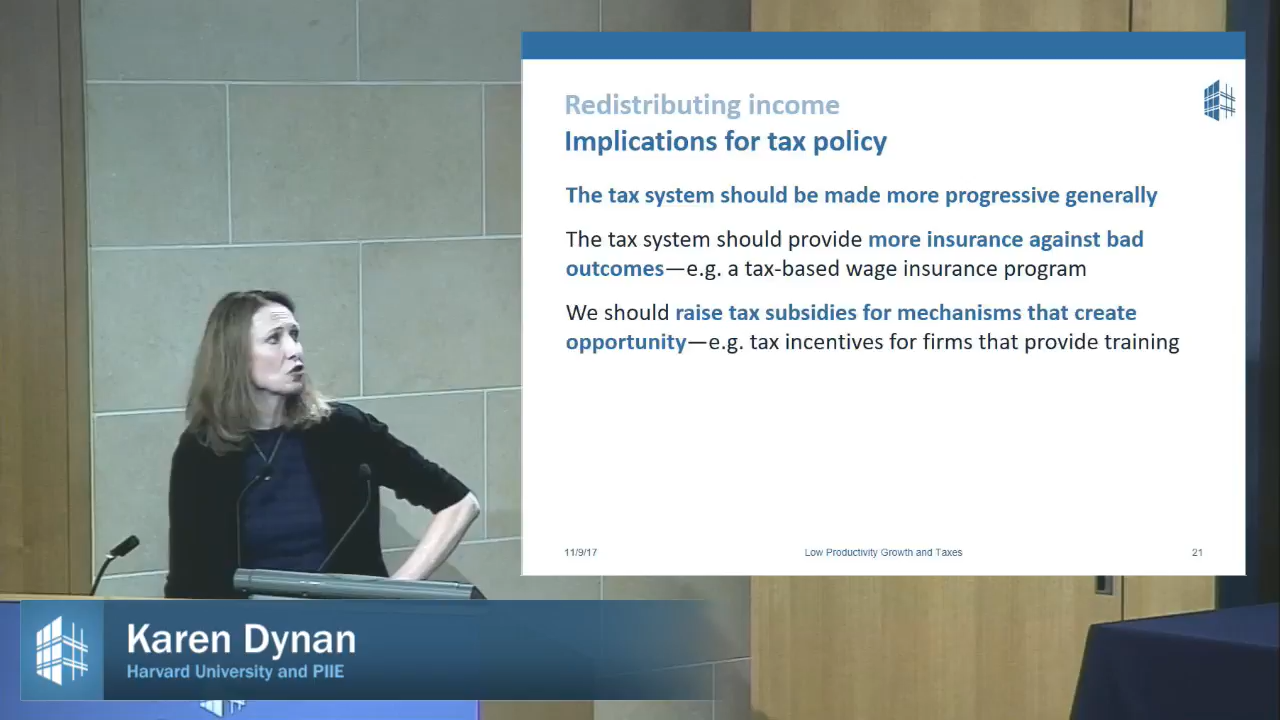 Redistributing income
Implications for tax policy
The tax system should be made more progressive generally
The tax system should provide more insurance against bad
outcomes—e.g. a tax-based wage insurance program
We should raise tax subsidies for mechanisms that create
opportunity—e.g. tax incentives for firms that provide training
11/9/17
Low Productivity Growth and Taxes
21
Karen Dynan
Harvard University and PIIE